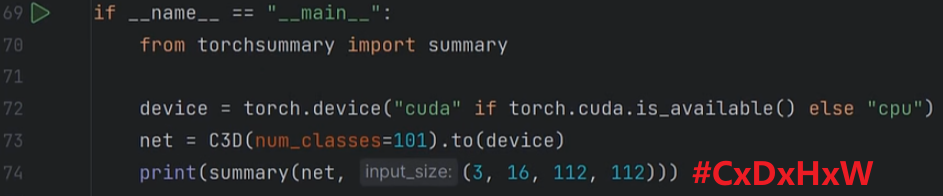 69 if __name__ == "__main__":
70 from torchsummary import summary
71
72 device = torch.device("cuda" if torch.cuda.is_available() else "cpu")
73 net = C3D(num_classes=101).to(device)
74 print(summary(net, input_size: (3, 16, 112, 112))) #CxDxHxW